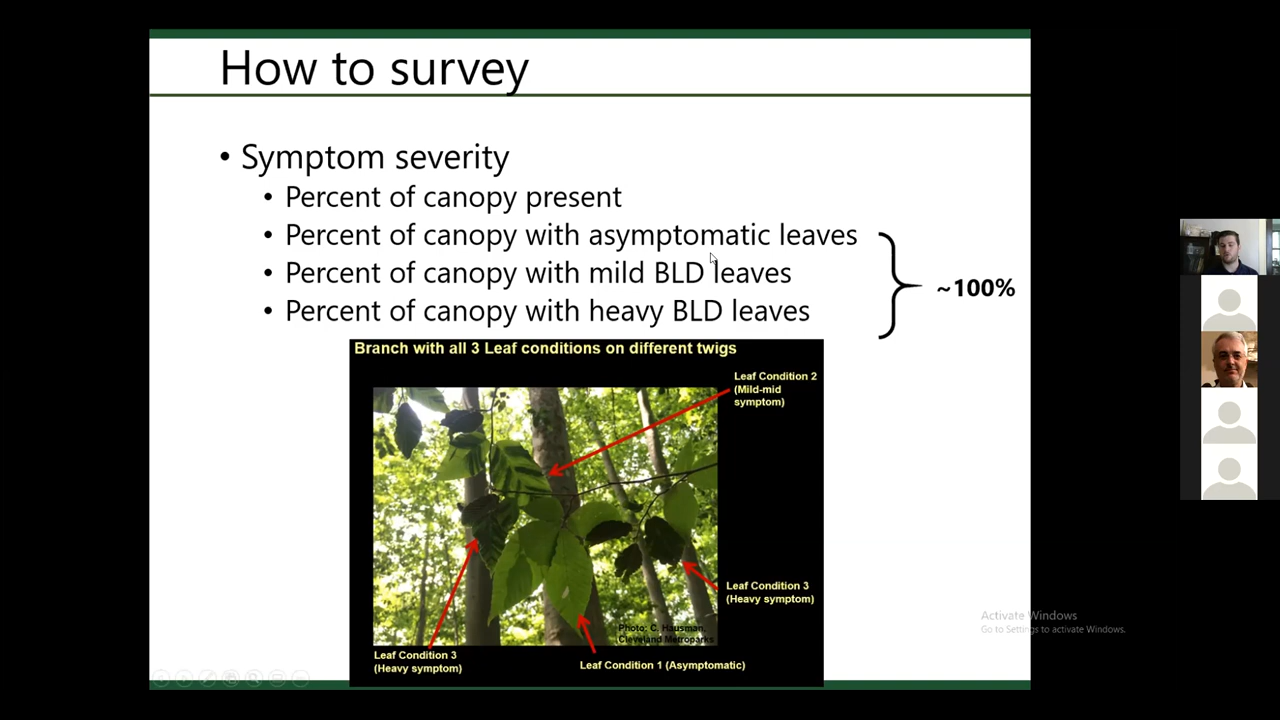 How to survey
• Symptom severity
• Percent of canopy present
• Percent of canopy with asymptomatic leaves
• Percent of canopy with mild BLD leaves
• Percent of canopy with heavy BLD leaves
~100%
Branch with all 3 Leaf conditions on different twigs
Leaf Condition 2
(Mild-mid
symptom)
Leaf Condition 3
(Heavy symptom)
Photo: C. Hausman,
Cleveland Metroparks
Leaf Condition 3
(Heavy symptom)
Leaf Condition 1 (Asymptomatic)
Activate Windows
Go to Settings to activate Windows.